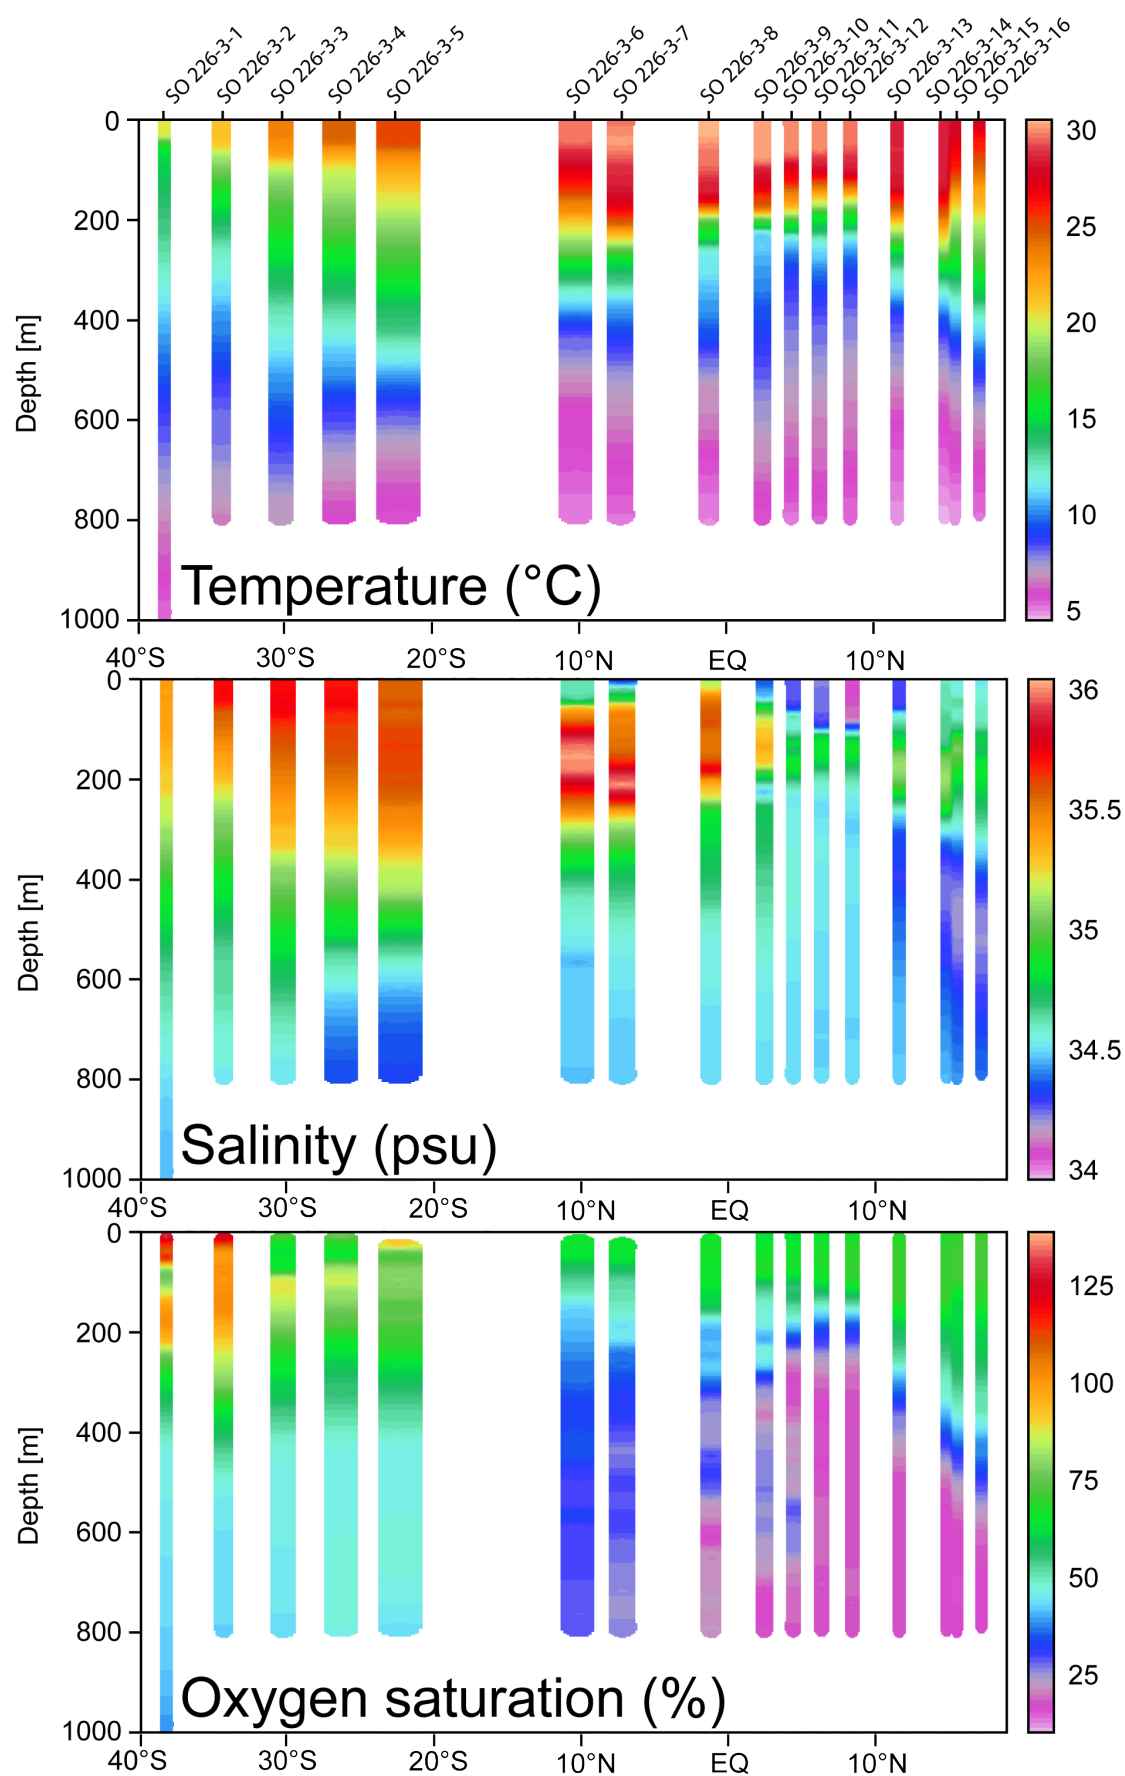 SO 226-3-1
SO 226-3-2
SO 226-3-3
SO 226-3-4
SO 226-3-5
SO 226-3-6
SO 226-3-7
SO 226-3-8
SO 226-3-9
SO 226-3-10
SO 226-3-11
SO 226-3-12
SO 226-3-13
SO 226-3-14
SO 226-3-15
SO 226-3-16
0
200
400
600
800
1000
Depth [m]
Temperature (°C)
30
25
20
15
10
5
40°S 30°S 20°S 10°N EQ 10°N
0
200
400
600
800
1000
Depth [m]
Salinity (psu)
36
35.5
35
34.5
34
40°S 30°S 20°S 10°N EQ 10°N
0
200
400
600
800
1000
Depth [m]
Oxygen saturation (%)
125
100
75
50
25
40°S 30°S 20°S 10°N EQ 10°N